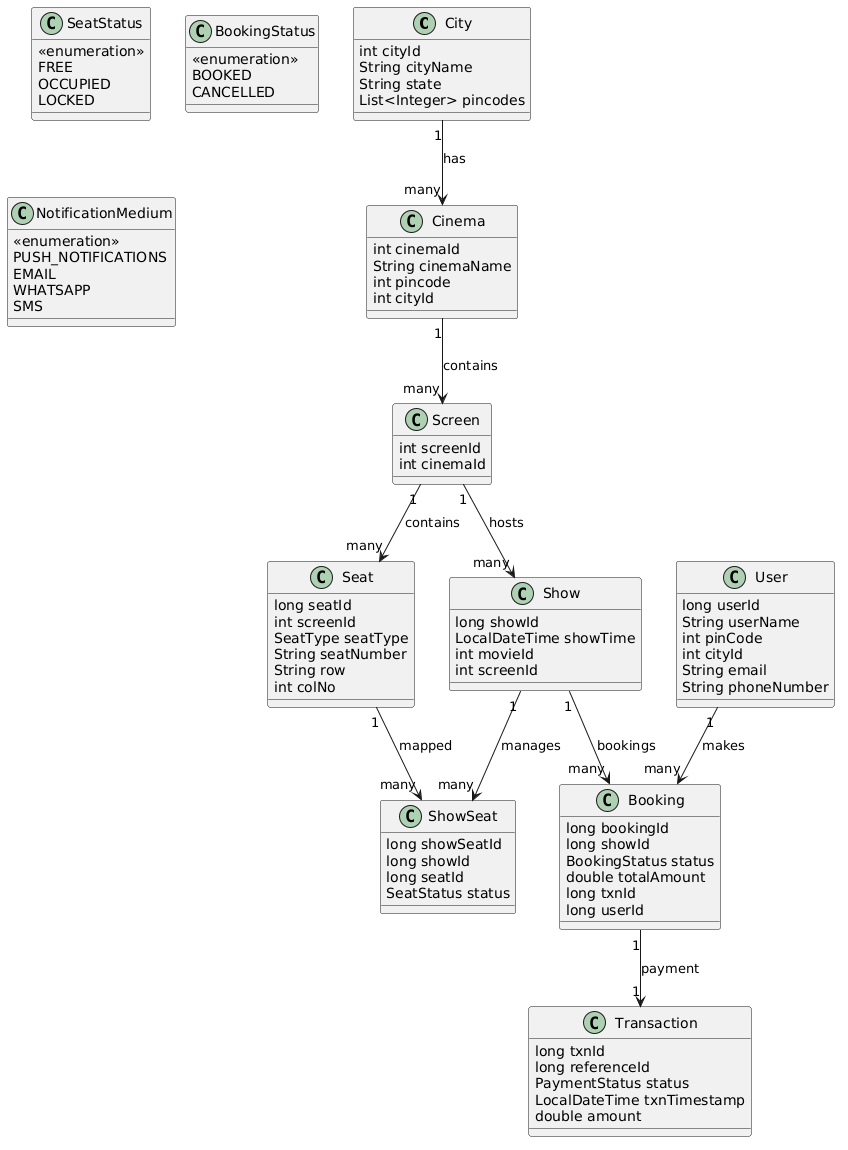 C SeatStatus
«enumeration»
FREE
OCCUPIED
LOCKED
C BookingStatus
«enumeration»
BOOKED
CANCELLED
C City
int cityId
String cityName
String state
List<Integer> pincodes
1
has
many
C NotificationMedium
«enumeration»
PUSH_NOTIFICATIONS
EMAIL
WHATSAPP
SMS
C Cinema
int cinemaId
String cinemaName
int pincode
int cityId
1
contains
many
C Screen
int screenId
int cinemaId
1
contains
many
1
hosts
many
C Seat
long seatId
int screenId
SeatType seatType
String seatNumber
String row
int colNo
C Show
long showId
LocalDateTime showTime
int movieId
int screenId
C User
long userId
String userName
int pinCode
int cityId
String email
String phoneNumber
1
mapped
many
1
manages
many
1
bookings
many
1
makes
many
C ShowSeat
long showSeatId
long showId
long seatId
SeatStatus status
C Booking
long bookingId
long showId
BookingStatus status
double totalAmount
long txnId
long userId
1
payment
1
C Transaction
long txnId
long referenceId
PaymentStatus status
LocalDateTime txnTimestamp
double amount